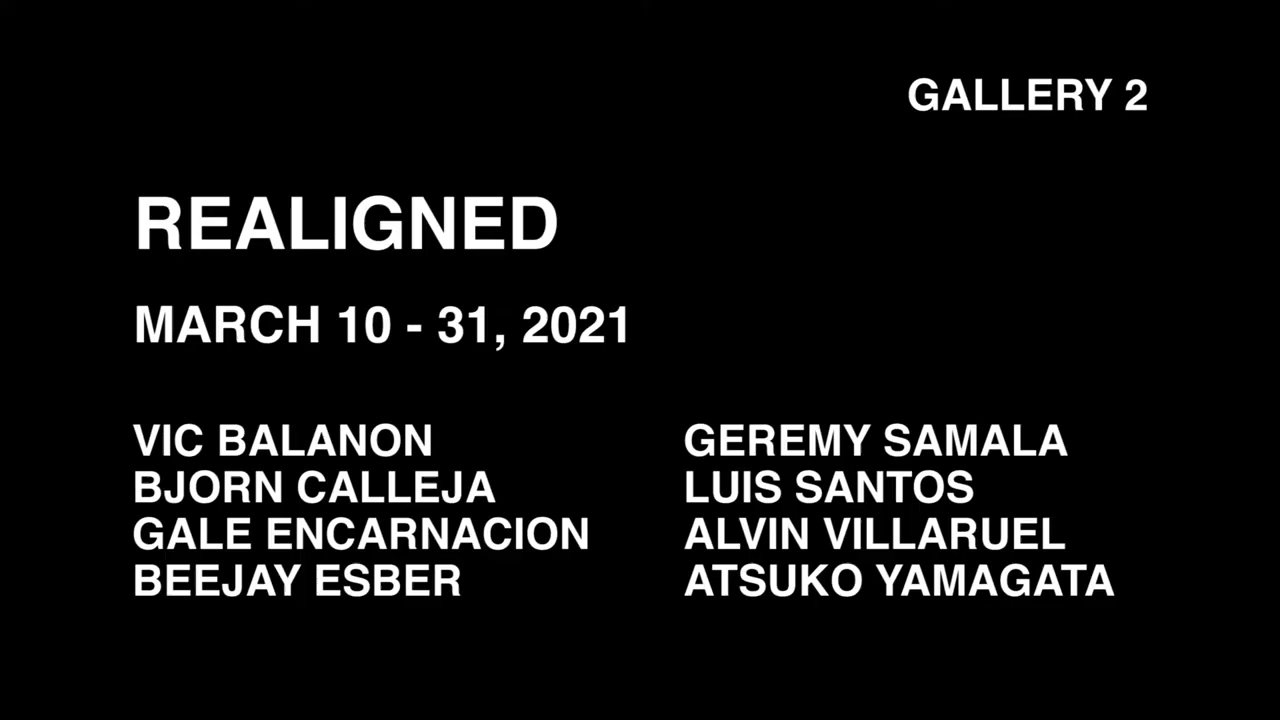 GALLERY 2
REALIGNED
MARCH 10 - 31, 2021
VIC BALANON
BJORN CALLEJA
GALE ENCARNACION
BEEJAY ESBER
GEREMY SAMALA
LUIS SANTOS
ALVIN VILLARUEL
ATSUKO YAMAGATA